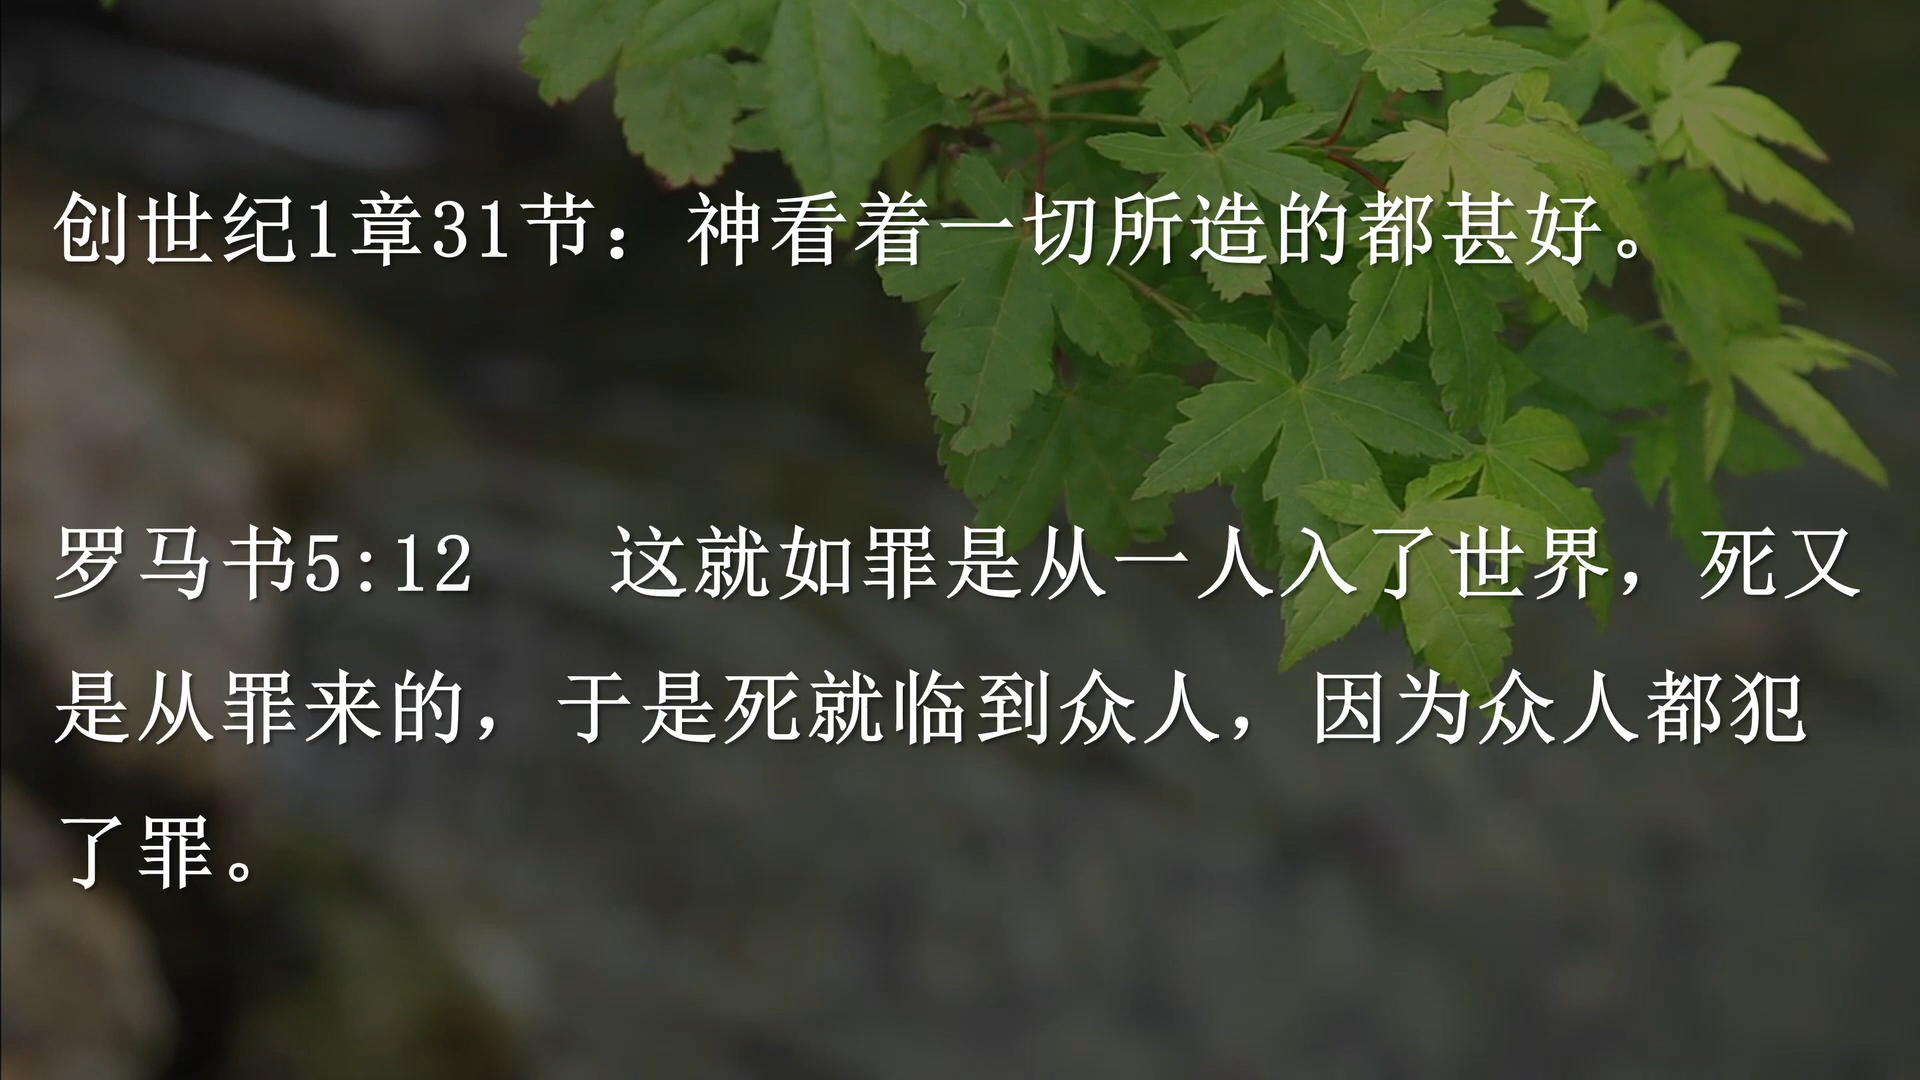 创世纪1章31节：神看着一切所造的都甚好。
罗马书5:12  这就如罪是从一人入了世界，死又
是从罪来的，于是死就临到众人，因为众人都犯
了罪。